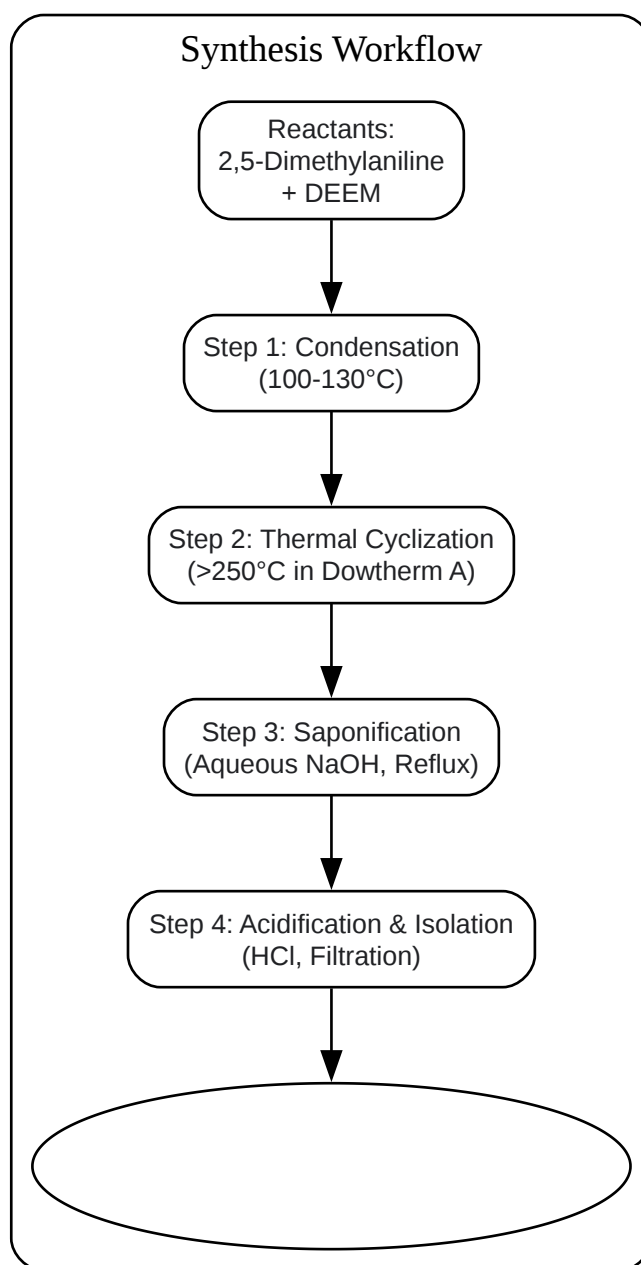 Synthesis Workflow
Reactants:
2,5-Dimethylaniline
+ DEEM
Step 1: Condensation
(100-130°C)
Step 2: Thermal Cyclization
(>250°C in Dowtherm A)
Step 3: Saponification
(Aqueous NaOH, Reflux)
Step 4: Acidification & Isolation
(HCl, Filtration)